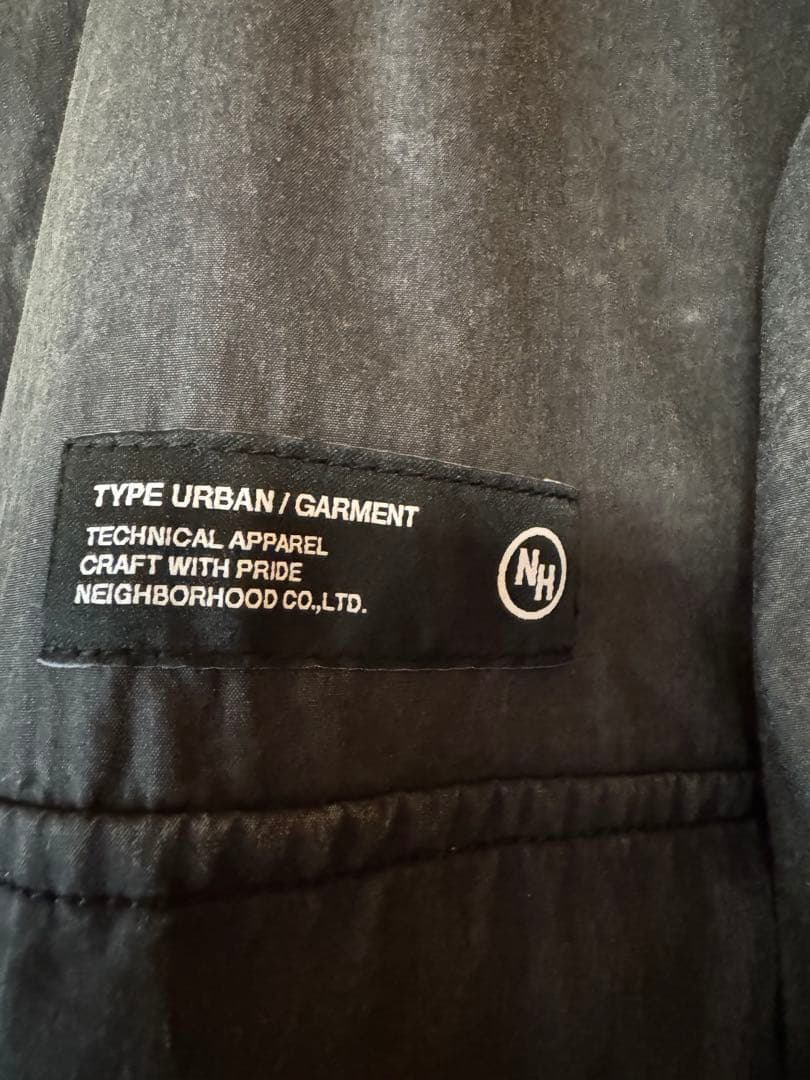 TYPE URBAN / GARMENT
TECHNICAL APPAREL
CRAFT WITH PRIDE
NEIGHBORHOOD CO.,LTD.
NH